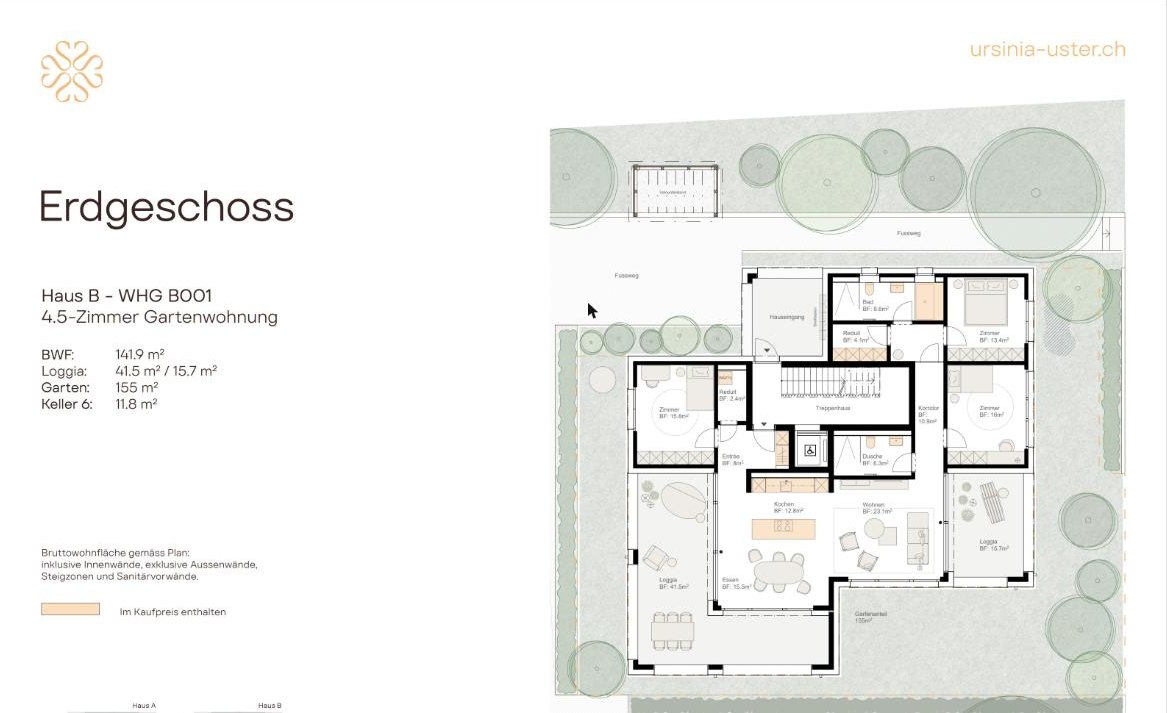 ursinia-uster.ch
Erdgeschoss
Haus B - WHG B001
4.5-Zimmer Gartenwohnung
BWF: 141.9 m²
Loggia: 41.5 m² / 15.7 m²
Garten: 155 m²
Keller 6: 11.8 m²
Bruttowohnfläche gemäss Plan:
inklusive Innenwände, exklusive Aussenwände,
Steigzonen und Sanitärvorwände.
Im Kaufpreis enthalten
Haus A
Haus B
Fussweg
Fussweg
Hauseingang
Bad
Reduit
BF: 4.1m²
Zimmer
BF: 13.4m²
Zimmer
BF: 15.6m²
Reduit
BF: 2.4m²
Treppenhaus
Korridor
BF:
10.8m²
Zimmer
BF: 16m²
Entrée
BF: 8m²
Dusche
BF: 5.3m²
Kochen
BF: 12.8m²
Wohnen
BF: 23.1m²
Loggia
BF: 15.7m²
Loggia
BF: 41.5m²
Essen
BF: 15.5m²
Gartenanteil
155m²